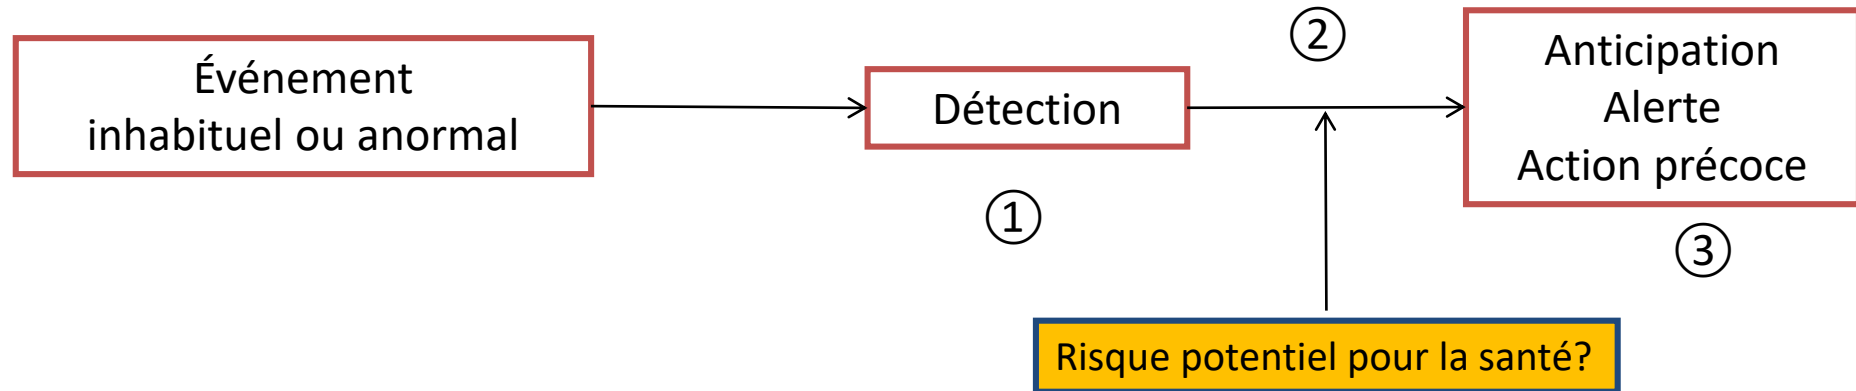 Événement
inhabituel ou anormal
Détection
①
②
Anticipation
Alerte
Action précoce
③
Risque potentiel pour la santé?